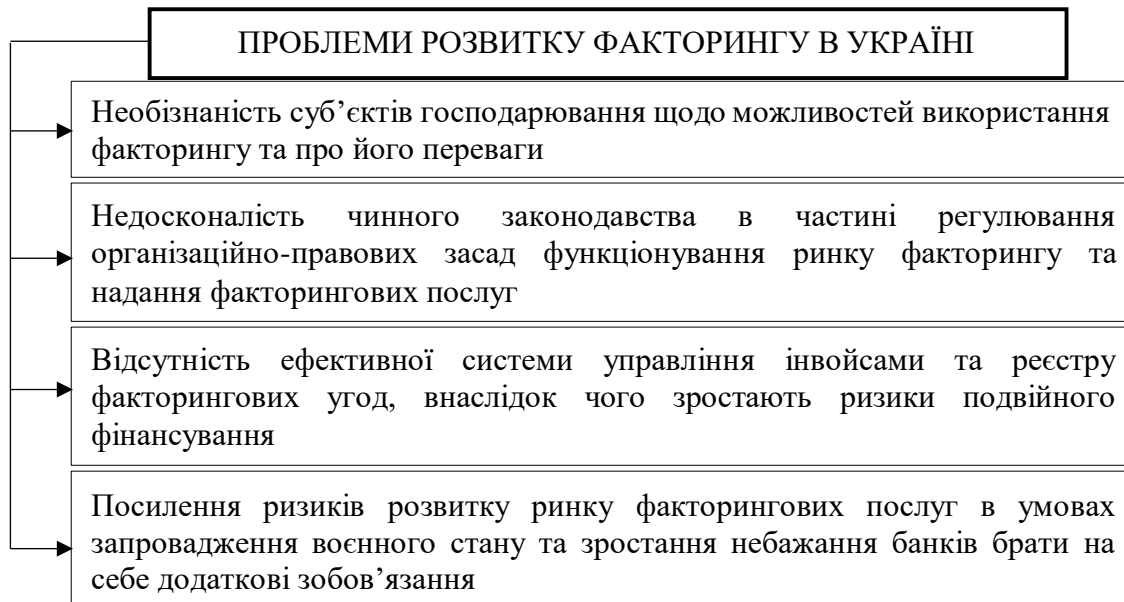 ПРОБЛЕМИ РОЗВИТКУ ФАКТОРИНГУ В УКРАЇНІ
Необізнаність суб’єктів господарювання щодо можливостей використання
факторингу та про його переваги
Недосконалість чинного законодавства в частині регулювання
організаційно-правових засад функціонування ринку факторингу та
надання факторингових послуг
Відсутність ефективної системи управління інвойсами та реєстру
факторингових угод, внаслідок чого зростають ризики подвійного
фінансування
Посилення ризиків розвитку ринку факторингових послуг в умовах
запровадження воєнного стану та зростання небажання банків брати на
себе додаткові зобов’язання